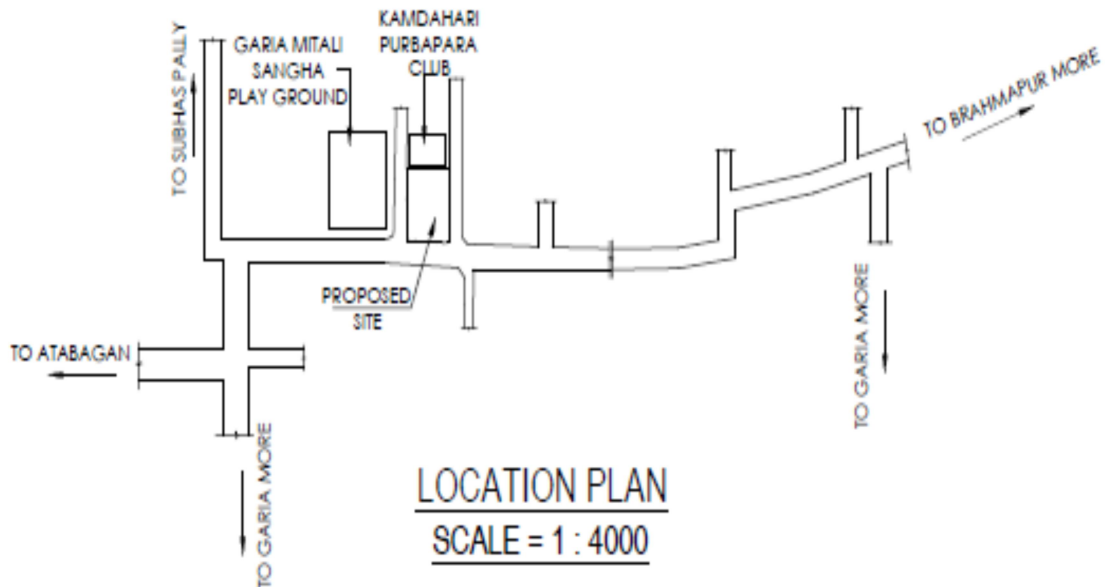 KAMDAHARI
PURBAPARA
CLUB
GARIA MITALI
SANGHA
PLAY GROUND
TO SUBHAS PALLY
TO BRAHMAPUR MORE
PROPOSED
SITE
TO ATABAGAN
TO GARIA MORE
TO GARIA MORE
LOCATION PLAN
SCALE = 1 : 4000